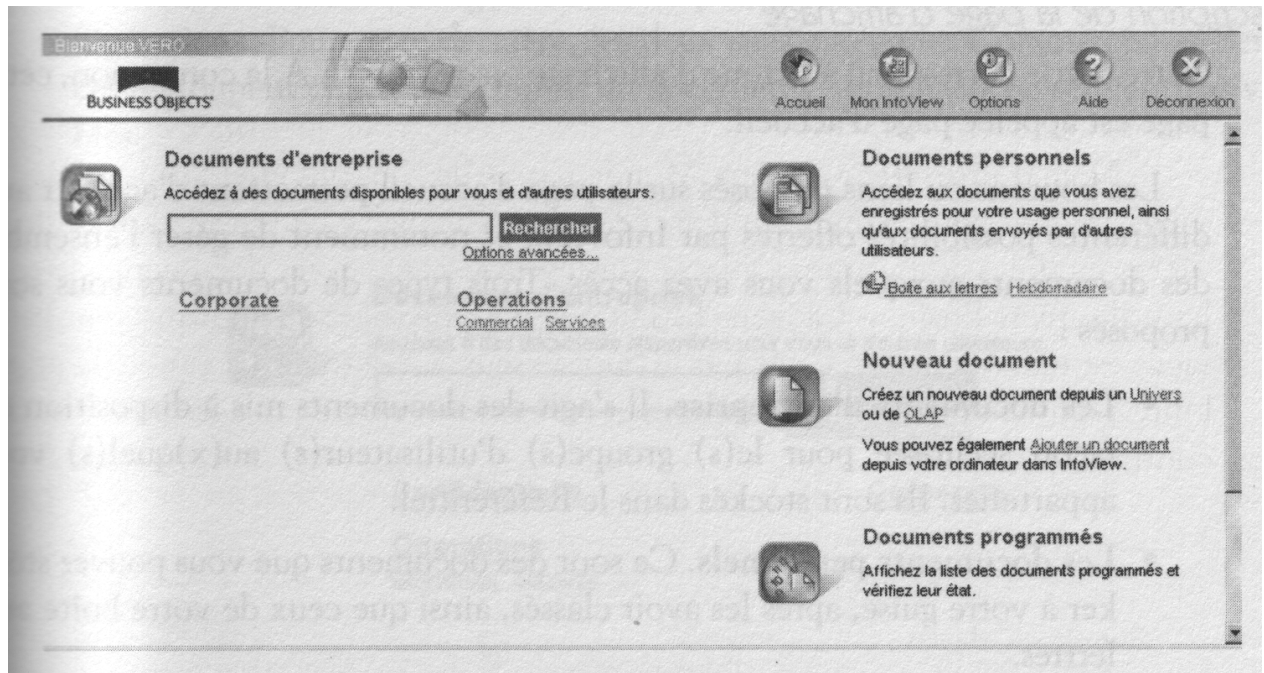 Bienvenue VERO
BUSINESS OBJECTS
Accueil Mon InfoView Options Aide Déconnexion
Documents d'entreprise
Accédez à des documents disponibles pour vous et d'autres utilisateurs.
Rechercher
Options avancées...
Corporate
Operations
Commercial Services
Documents personnels
Accédez aux documents que vous avez
enregistrés pour votre usage personnel, ainsi
qu'aux documents envoyés par d'autres
utilisateurs.
Boîte aux lettres Hebdomadaire
Nouveau document
Créez un nouveau document depuis un Univers
ou de OLAP
Vous pouvez également Ajouter un document
depuis votre ordinateur dans InfoView.
Documents programmés
Affichez la liste des documents programmés et
vérifiez leur état.